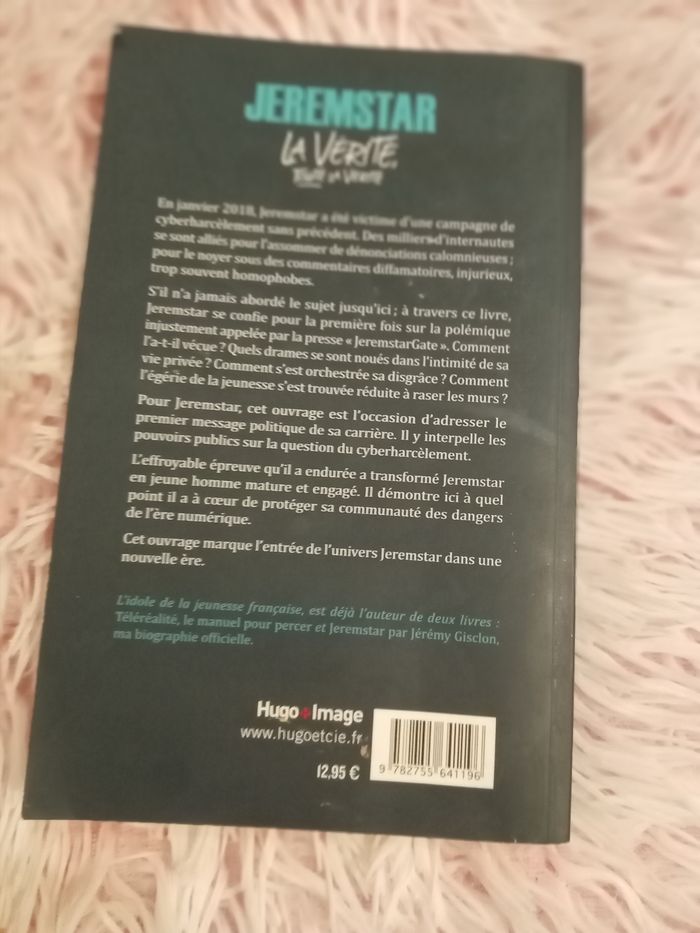 JEREMSTAR
LA VÉRITÉ,
TOUTE LA VÉRITÉ
En janvier 2018, Jeremstar a été victime d'une campagne de
cyberharcèlement sans précédent. Des milliers d'internautes
se sont alliés pour l'assommer de dénonciations calomnieuses ;
pour le noyer sous des commentaires diffamatoires, injurieux,
trop souvent homophobes.
S'il n'a jamais abordé le sujet jusqu'ici ; à travers ce livre,
Jeremstar se confie pour la première fois sur la polémique
injustement appelée par la presse « JeremstarGate ». Comment
l'a-t-il vécue ? Quels drames se sont noués dans l'intimité de sa
vie privée ? Comment s'est orchestrée sa disgrâce ? Comment
l'égérie de la jeunesse s'est trouvée réduite à raser les murs ?
Pour Jeremstar, cet ouvrage est l'occasion d'adresser le
premier message politique de sa carrière. Il y interpelle les
pouvoirs publics sur la question du cyberharcèlement.
L'effroyable épreuve qu'il a endurée a transformé Jeremstar
en jeune homme mature et engagé. Il démontre ici à quel
point il a à cœur de protéger sa communauté des dangers
de l'ère numérique.
Cet ouvrage marque l'entrée de l'univers Jeremstar dans une
nouvelle ère.
L'idole de la jeunesse française, est déjà l'auteur de deux livres :
Téléréalité, le manuel pour percer et Jeremstar par Jérémy Gisclon,
ma biographie officielle.
Hugo+Image
www.hugoetcie.fr
12,95 €
9 782755 641196